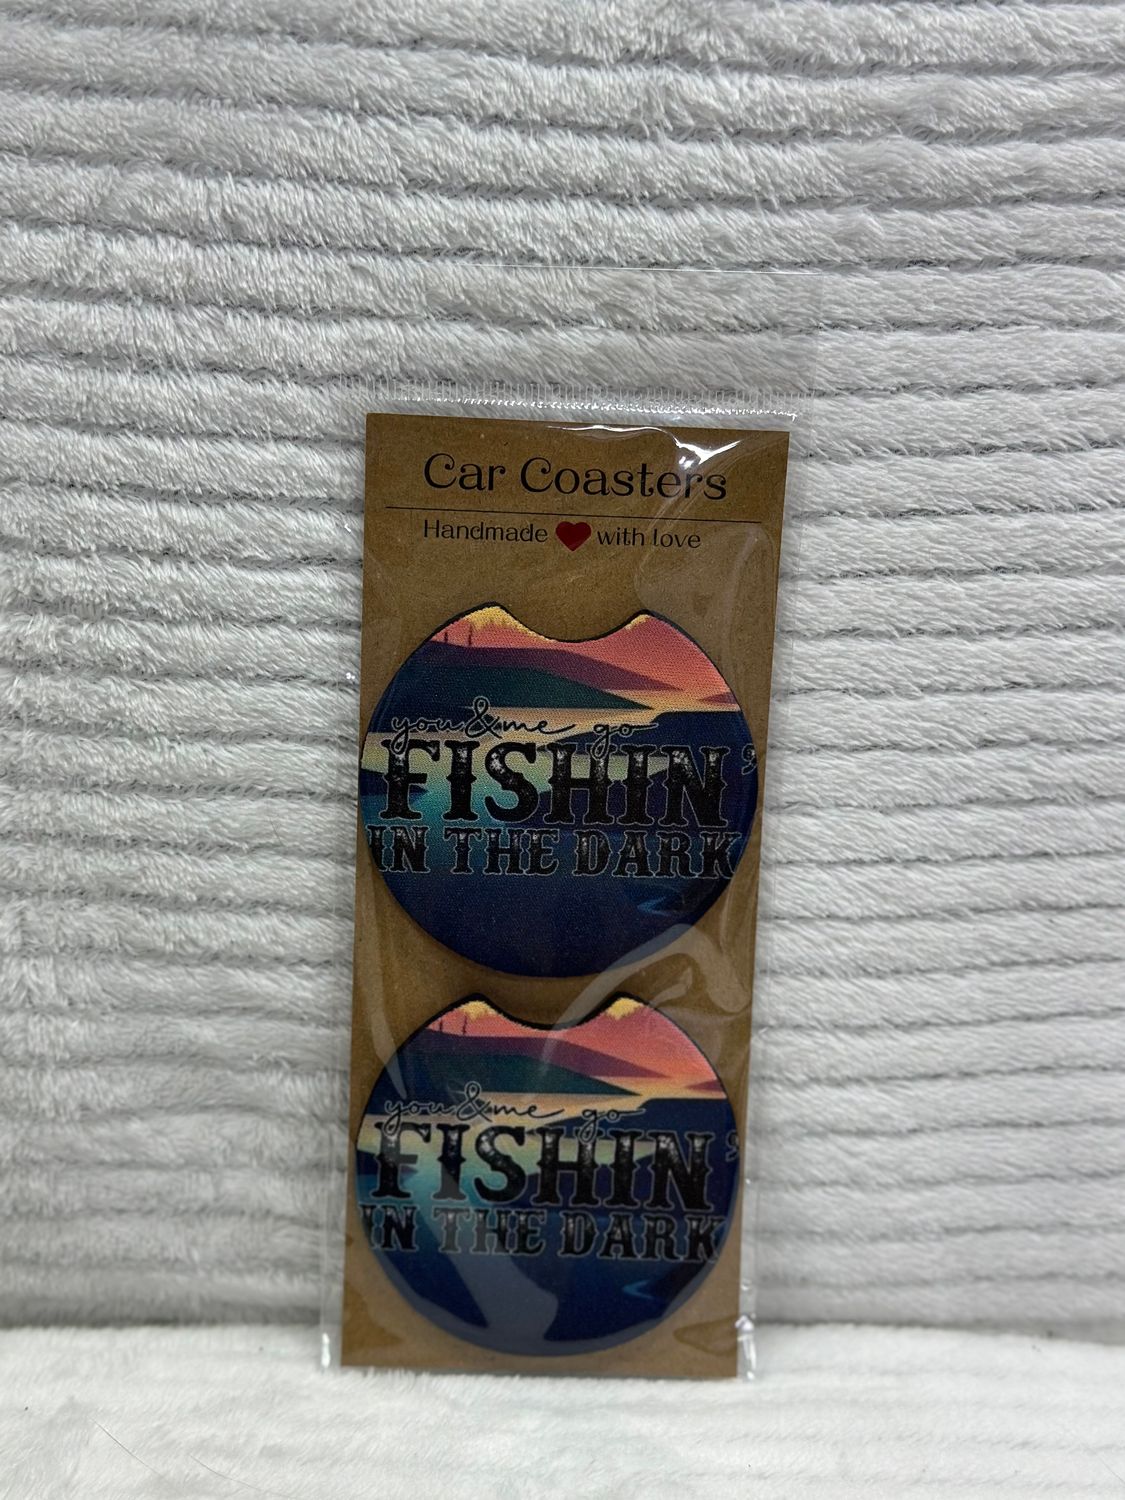 Car Coasters
Handmade with love
you & me go
FISHIN'
IN THE DARK
you & me go
FISHIN'
IN THE DARK